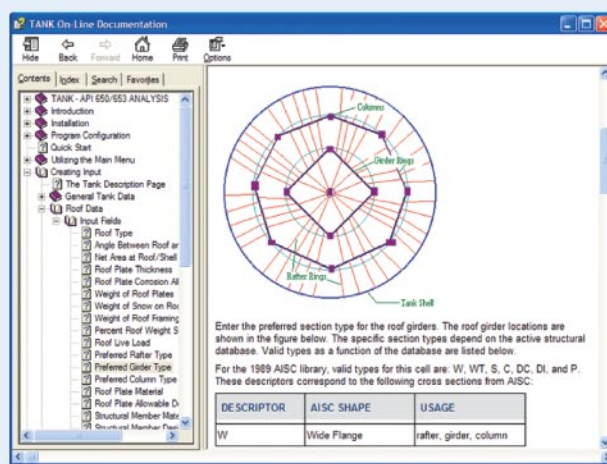 TANK On-Line Documentation
Hide Back Forward Home Print Options
Contents Index Search Favorites
TANK - API 650/653 ANALYSIS
Introduction
Installation
Program Configuration
Quick Start
Utilizing the Main Menu
Creating Input
The Tank Description Page
General Tank Data
Roof Data
Input Fields
Roof Type
Angle Between Roof ar
Net Area at Roof/Shell
Roof Plate Thickness
Roof Plate Corrosion All
Weight of Roof Plates
Weight of Snow on Roo
Weight of Roof Framing
Percent Roof Weight S
Roof Live Load
Preferred Rafter Type
Preferred Girder Type
Preferred Column Type
Roof Plate Material
Roof Plate Allowable De
Structural Member Mate
Columns
Girder Rings
Rafter Rings
Tank Shell
Enter the preferred section type for the roof girders. The roof girder locations are
shown in the figure below. The specific section types depend on the active structural
database. Valid types as a function of the database are listed below.
For the 1989 AISC library, valid types for this cell are: W, WT, S, C, DC, DI, and P.
These descriptors correspond to the following cross sections from AISC:
DESCRIPTOR AISC SHAPE USAGE
W Wide Flange rafter, girder, column